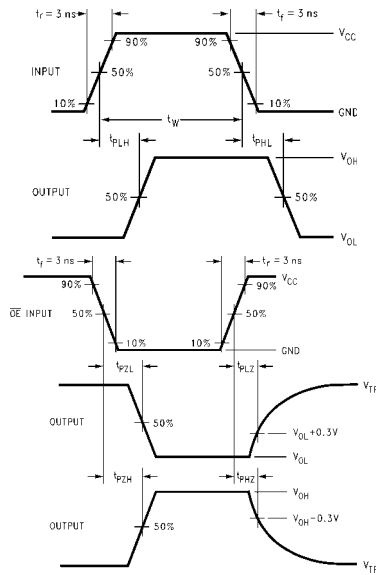 tr = 3 ns tf = 3 ns
90% 90% VCC
INPUT 50% 50%
10% 10% GND
tW
tPLH tPHL
VOH
OUTPUT 50% 50%
VOL
tf = 3 ns tr = 3 ns
VCC
90% 90%
OE INPUT 50% 50%
10% 10%
GND
tPZL tPLZ
VTR
OUTPUT 50% VOL+0.3V
VOL
tPZH tPHZ
VOH
OUTPUT 50% VOH-0.3V
VTR